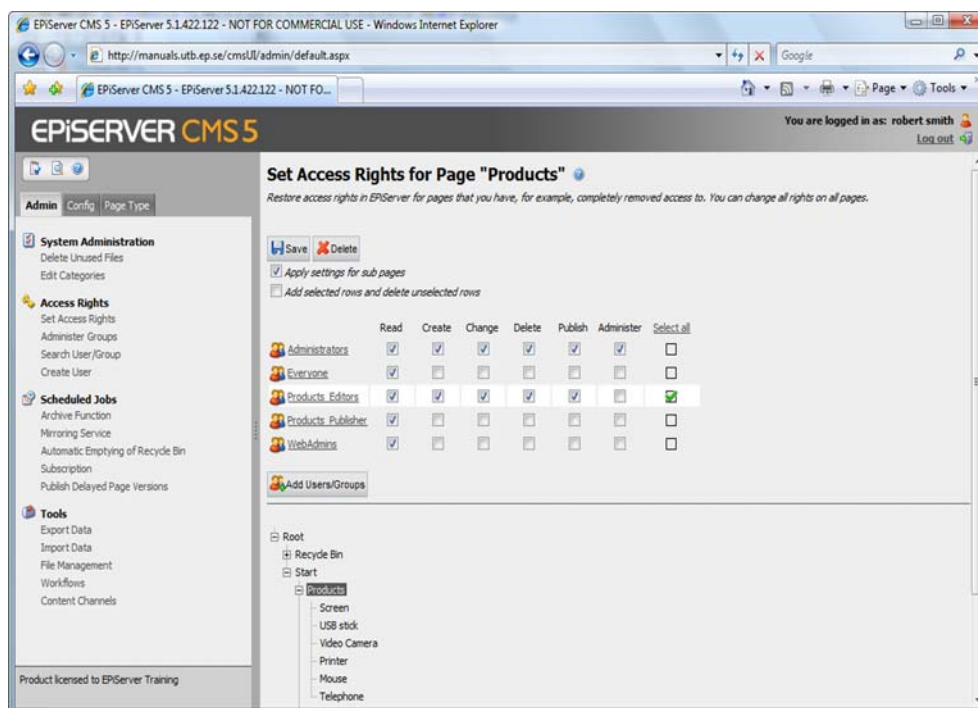 EPiServer CMS 5 - EPiServer 5.1.422.122 - NOT FOR COMMERCIAL USE - Windows Internet Explorer
http://manuals.utb.ep.se/cmsUI/admin/default.aspx
Google
EPiServer CMS 5 - EPiServer 5.1.422.122 - NOT FO...
Page
Tools
EPiSERVER CMS 5
You are logged in as: robert smith
Log out
Admin Config Page Type
System Administration
Delete Unused Files
Edit Categories
Access Rights
Set Access Rights
Administer Groups
Search User/Group
Create User
Scheduled Jobs
Archive Function
Mirroring Service
Automatic Emptying of Recycle Bin
Subscription
Publish Delayed Page Versions
Tools
Export Data
Import Data
File Management
Workflows
Content Channels
Product licensed to EPiServer Training
Set Access Rights for Page "Products"
Restore access rights in EPiServer for pages that you have, for example, completely removed access to. You can change all rights on all pages.
Save Delete
Apply settings for sub pages
Add selected rows and delete unselected rows
Read Create Change Delete Publish Administer Select all
Administrators
Everyone
Products_Editors
Products_Publisher
WebAdmins
Add Users/Groups
Root
Recycle Bin
Start
Products
Screen
USB stick
Video Camera
Printer
Mouse
Telephone